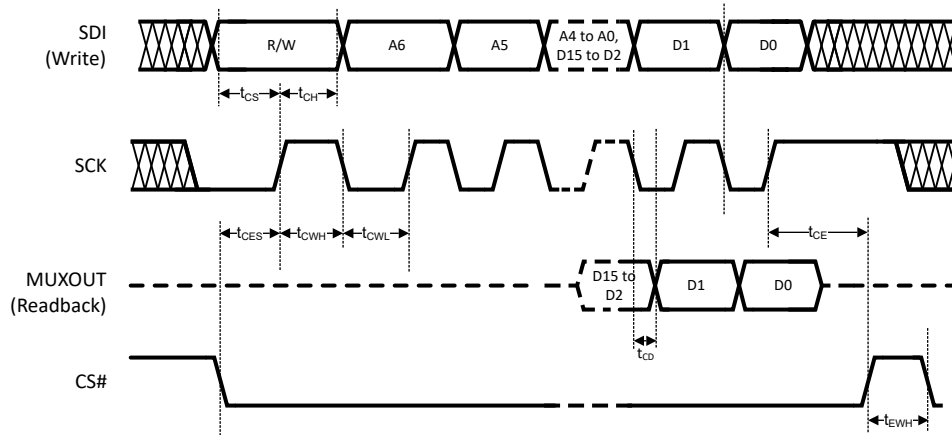 SDI
(Write)
R/W
A6
A5
A4 to A0,
D15 to D2
D1
D0
tCS
tCH
SCK
tCES
tCWH
tCWL
tCE
MUXOUT
(Readback)
D15 to
D2
D1
D0
tCD
CS#
tEWH